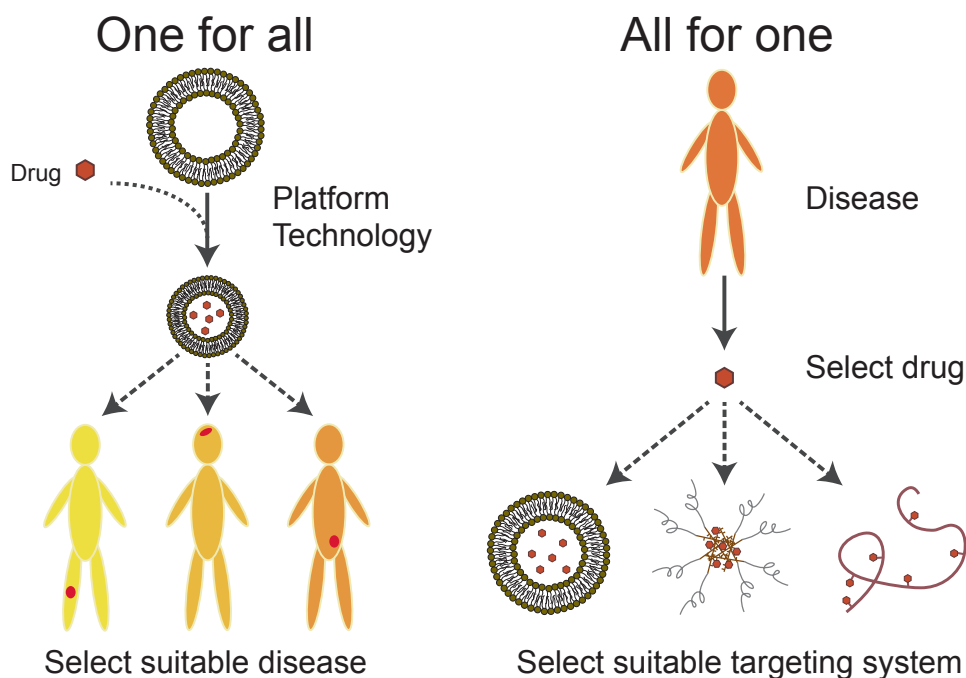 One for all
Drug
Platform
Technology
Select suitable disease
All for one
Disease
Select drug
Select suitable targeting system